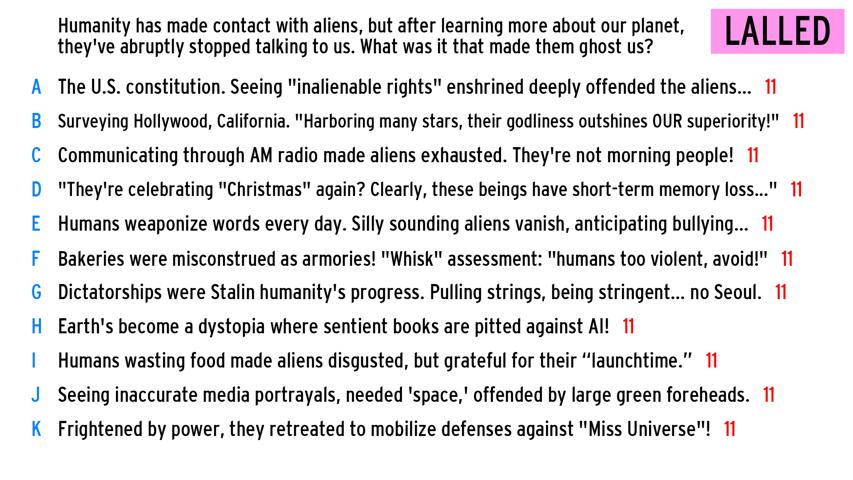 Humanity has made contact with aliens, but after learning more about our planet,
they've abruptly stopped talking to us. What was it that made them ghost us?
LALLED
A The U.S. constitution. Seeing "inalienable rights" enshrined deeply offended the aliens... 11
B Surveying Hollywood, California. "Harboring many stars, their godliness outshines OUR superiority!" 11
C Communicating through AM radio made aliens exhausted. They're not morning people! 11
D "They're celebrating "Christmas" again? Clearly, these beings have short-term memory loss..." 11
E Humans weaponize words every day. Silly sounding aliens vanish, anticipating bullying... 11
F Bakeries were misconstrued as armories! "Whisk" assessment: "humans too violent, avoid!" 11
G Dictatorships were Stalin humanity's progress. Pulling strings, being stringent... no Seoul. 11
H Earth's become a dystopia where sentient books are pitted against AI! 11
I Humans wasting food made aliens disgusted, but grateful for their “launchtime.” 11
J Seeing inaccurate media portrayals, needed 'space,' offended by large green foreheads. 11
K Frightened by power, they retreated to mobilize defenses against "Miss Universe"! 11